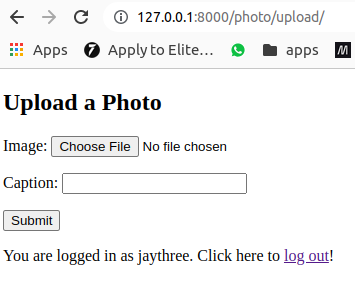 127.0.0.1:8000/photo/upload/
Apps Apply to Elite… apps
Upload a Photo
Image: Choose File No file chosen
Caption:
Submit
You are logged in as jaythree. Click here to log out!